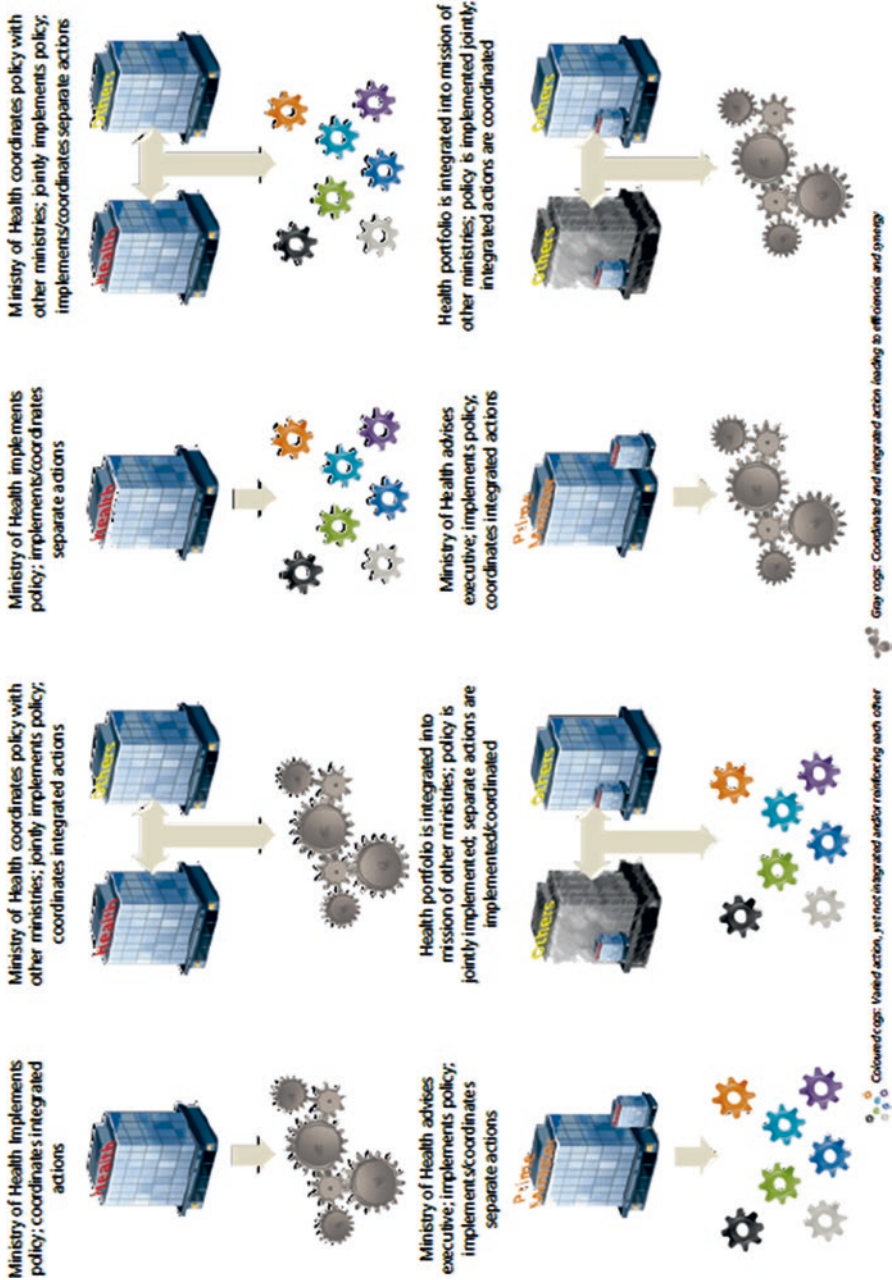 Ministry of Health Implements
policy; coordinates integrated
actions
Health
Ministry of Health coordinates policy with
other ministries; jointly implements policy;
coordinates integrated actions
Health
Others
Ministry of Health implements
policy; implements/coordinates
separate actions
Health
Ministry of Health coordinates policy with
other ministries; jointly implements policy;
implements/coordinates separate actions
Health
Others
Ministry of Health advises
executive; implements policy;
implements/coordinates
separate actions
Prime
Minister
Health portfolio is integrated into
mission of other ministries; policy is
jointly implemented; separate actions are
implemented/coordinated
Others
Others
Ministry of Health advises
executive; implements policy;
coordinates integrated actions
Prime
Minister
Health portfolio is integrated into mission of
other ministries; policy is implemented jointly;
integrated actions are coordinated
Others
Others
Coloured cogs: Varied action, yet not integrated and/or reinforcing each other
Gray cogs: Coordinated and integrated action leading to efficiencies and synergy